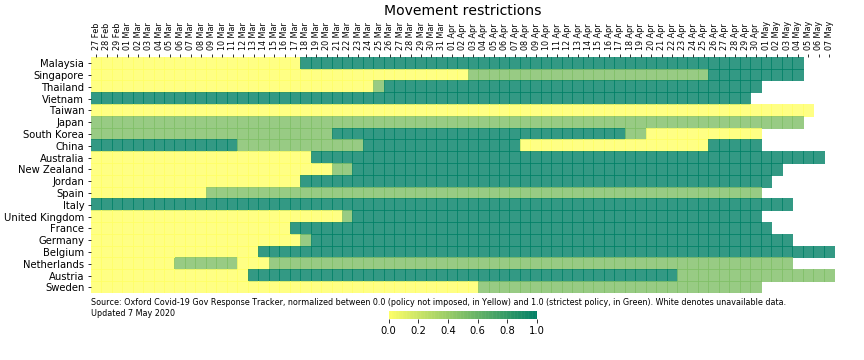 Movement restrictions
27 Feb
28 Feb
29 Feb
01 Mar
02 Mar
03 Mar
04 Mar
05 Mar
06 Mar
07 Mar
08 Mar
09 Mar
10 Mar
11 Mar
12 Mar
13 Mar
14 Mar
15 Mar
16 Mar
17 Mar
18 Mar
19 Mar
20 Mar
21 Mar
22 Mar
23 Mar
24 Mar
25 Mar
26 Mar
27 Mar
28 Mar
29 Mar
30 Mar
31 Mar
01 Apr
02 Apr
03 Apr
04 Apr
05 Apr
06 Apr
07 Apr
08 Apr
09 Apr
10 Apr
11 Apr
12 Apr
13 Apr
14 Apr
15 Apr
16 Apr
17 Apr
18 Apr
19 Apr
20 Apr
21 Apr
22 Apr
23 Apr
24 Apr
25 Apr
26 Apr
27 Apr
28 Apr
29 Apr
30 Apr
01 May
02 May
03 May
04 May
05 May
06 May
07 May
Malaysia
Singapore
Thailand
Vietnam
Taiwan
Japan
South Korea
China
Australia
New Zealand
Jordan
Spain
Italy
United Kingdom
France
Germany
Belgium
Netherlands
Austria
Sweden
Source: Oxford Covid-19 Gov Response Tracker, normalized between 0.0 (policy not imposed, in Yellow) and 1.0 (strictest policy, in Green). White denotes unavailable data.
Updated 7 May 2020
0.0 0.2 0.4 0.6 0.8 1.0